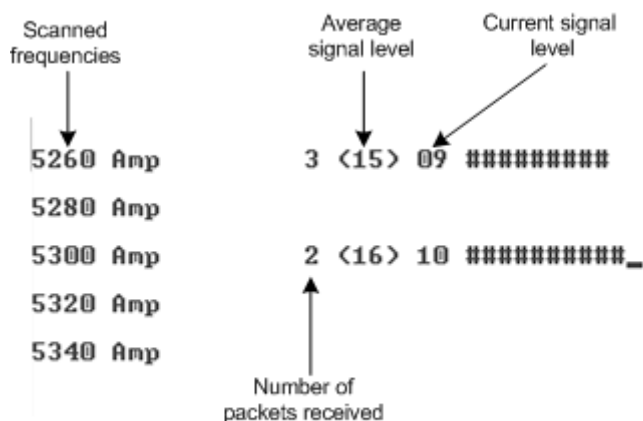 Scanned
frequencies
Average
signal level
Current signal
level
5260 Amp 3 (15) 09 #########
5280 Amp
5300 Amp 2 (16) 10 ##########_
5320 Amp
5340 Amp
Number of
packets received